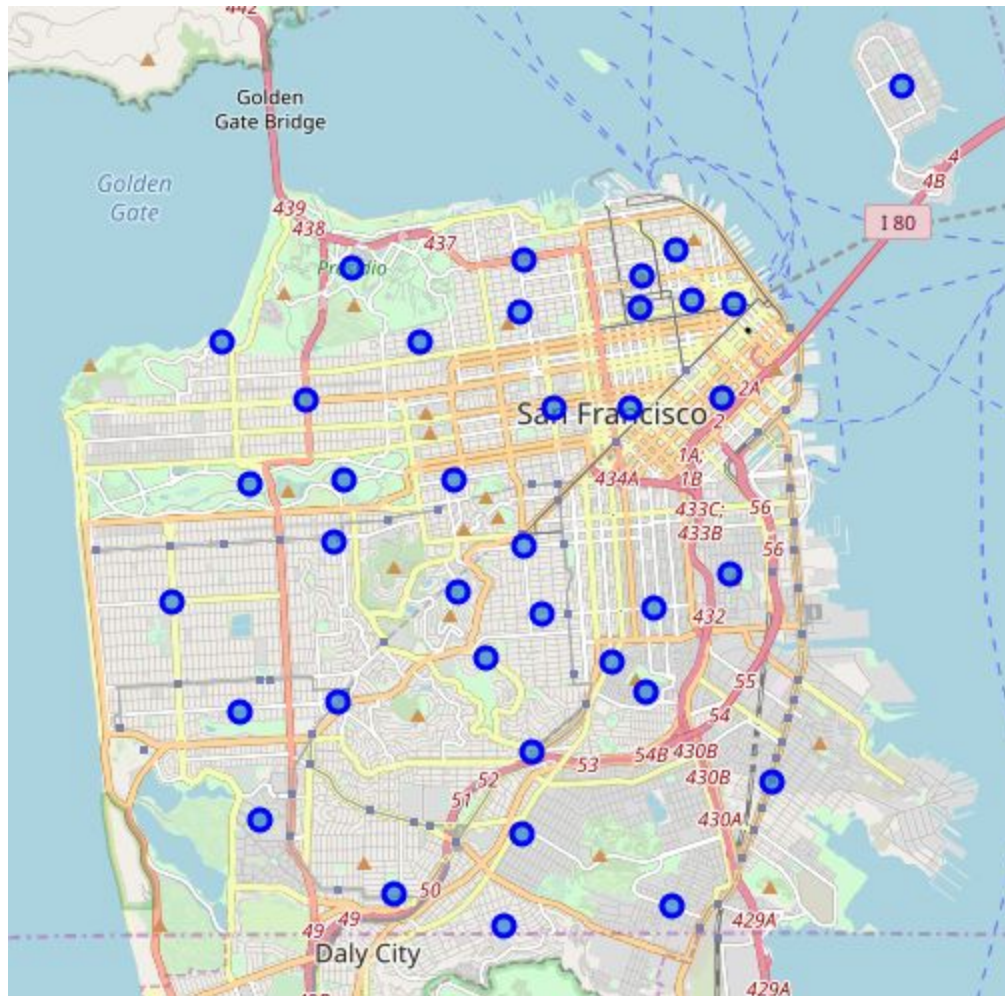 442
Golden
Gate Bridge
4
4B
Golden
Gate
439
438
I 80
437
Presidio
2A
San Francisco
2
1A;
1B
434A
433C;
433B
56
56
432
55
54
54B
430B
53
52
430B
51
430A
50
49
49
429A
Daly City
429A